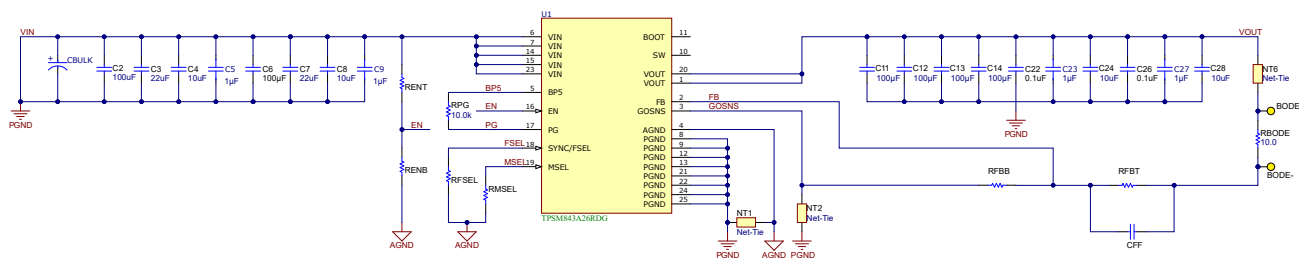 U1
VIN
CBULK
C2
100uF
C3
22uF
C4
10uF
C5
1µF
C6
100µF
C7
22uF
C8
10uF
C9
1µF
PGND
RENT
EN
RENB
AGND
BP5
RPG
10.0k
EN
PG
FSEL
MSEL
RFSEL
RMSEL
AGND
6
7
14
15
23
5
16
17
18
19
VIN
VIN
VIN
VIN
VIN
BP5
EN
PG
SYNC/FSEL
MSEL
BOOT
SW
VOUT
VOUT
FB
GOSNS
AGND
PGND
PGND
PGND
PGND
PGND
PGND
PGND
PGND
11
10
20
1
2
3
4
8
9
12
13
21
22
24
25
TPSM843A26RDG
FB
GOSNS
NT1
Net-Tie
PGND
AGND
NT2
Net-Tie
PGND
VOUT
C11
100µF
C12
100µF
C13
100µF
C14
100µF
C22
0.1uF
C23
1µF
C24
10uF
C26
0.1uF
C27
1µF
C28
10uF
PGND
NT6
Net-Tie
BODE
RBODE
10.0
BODE-
RFBB
RFBT
CFF